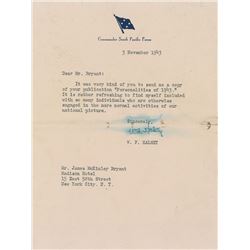 Commander South Pacific Force
3 November 1943
Dear Mr. Bryant:
It was very kind of you to send me a copy
of your publication "Personalities of 1943."
It is rather refreshing to find myself included
with so many individuals who are otherwise
engaged in the more normal activities of our
national picture.
Sincerely,
W. F. HALSEY
Mr. James McKinley Bryant
Madison Hotel
15 East 58th Street
New York City. N. Y.